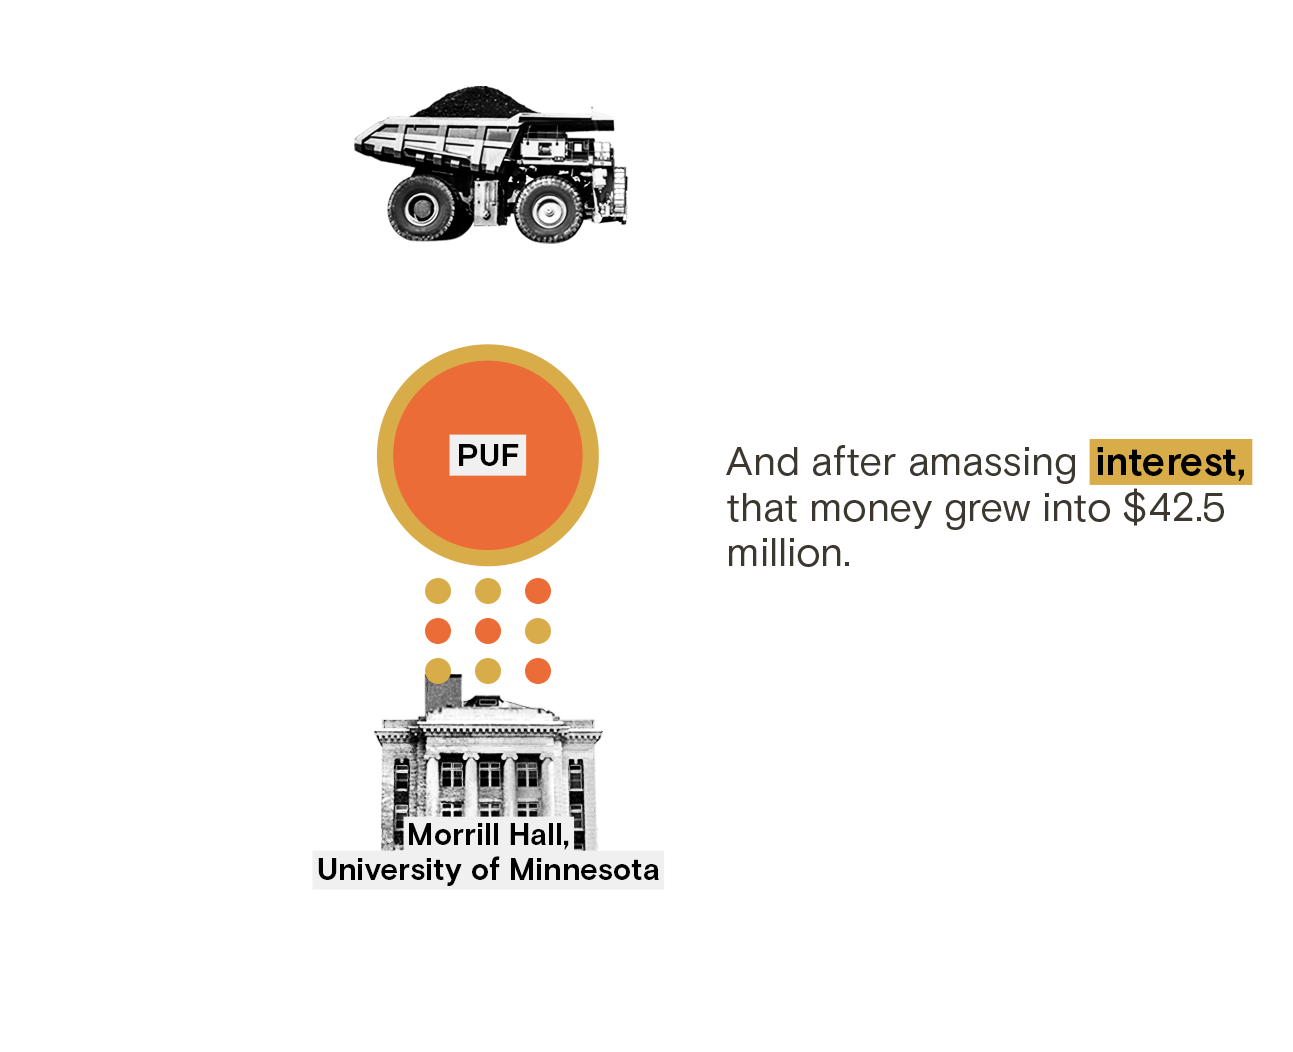 PUF
And after amassing interest,
that money grew into $42.5
million.
Morrill Hall,
University of Minnesota